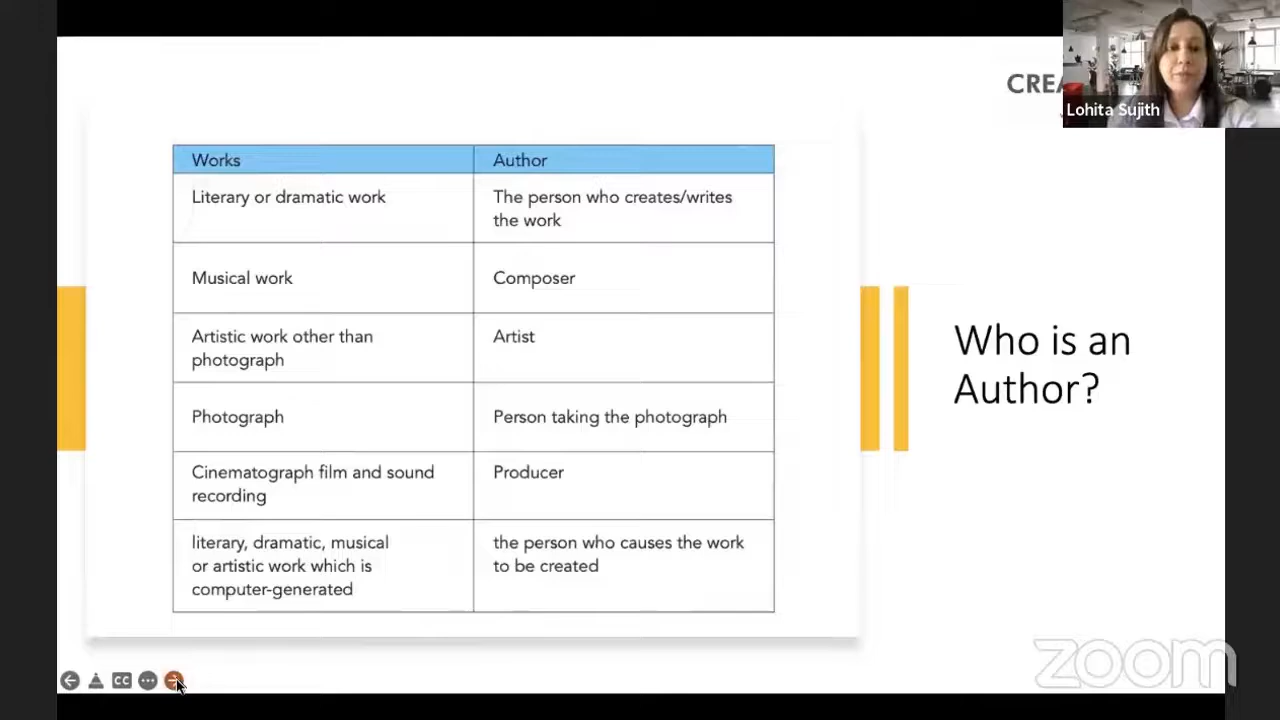 CREA
Lohita Sujith
Works Author
Literary or dramatic work The person who creates/writes
the work
Musical work Composer
Artistic work other than Artist
photograph
Photograph Person taking the photograph
Cinematograph film and sound Producer
recording
literary, dramatic, musical the person who causes the work
or artistic work which is to be created
computer-generated
Who is an
Author?
CC
zoom